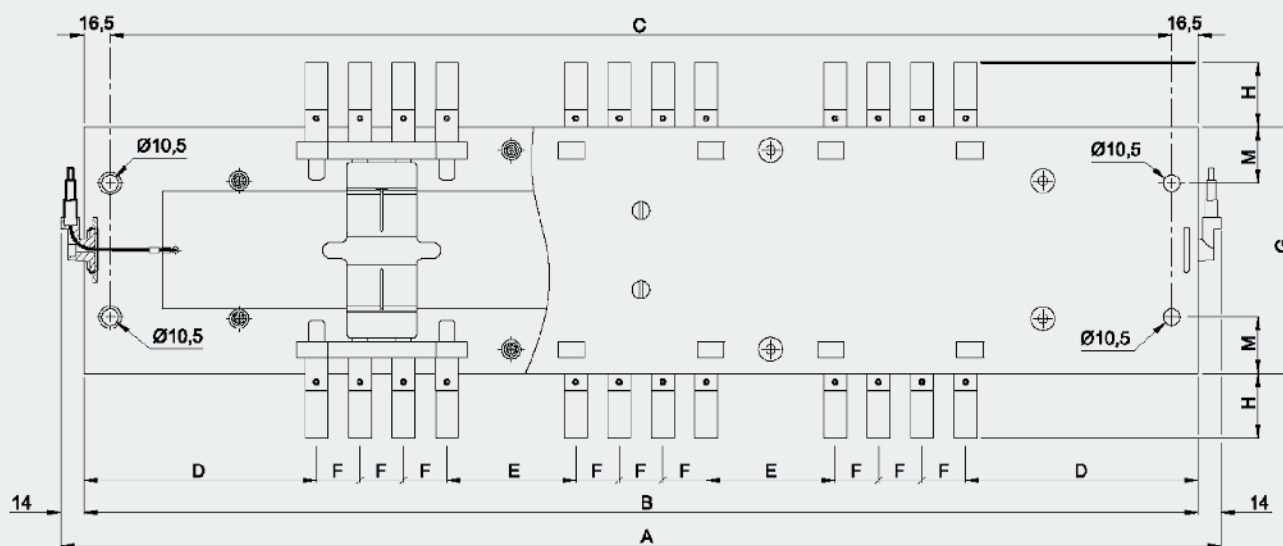 16,5 C 16,5
H
Ø10,5 Ø10,5 M
G
Ø10,5 Ø10,5 M
H
D F F F E F F F E F F F D
14 B 14
A